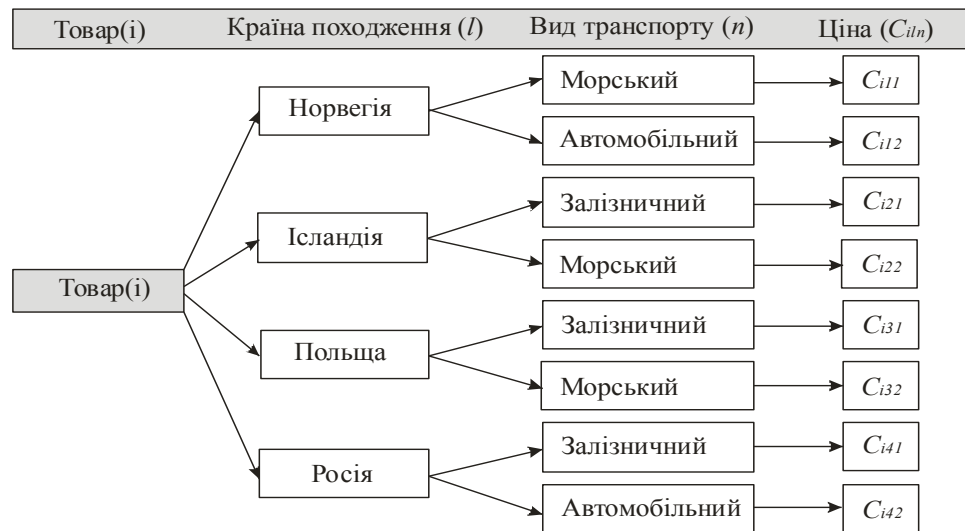 Товар(і) Країна походження (l) Вид транспорту (n) Ціна (Ciln)
Морський Ci11
Норвегія
Автомобільний Ci12
Залізничний Ci21
Ісландія
Морський Ci22
Товар(і)
Залізничний Ci31
Польща
Морський Ci32
Залізничний Ci41
Росія
Автомобільний Ci42